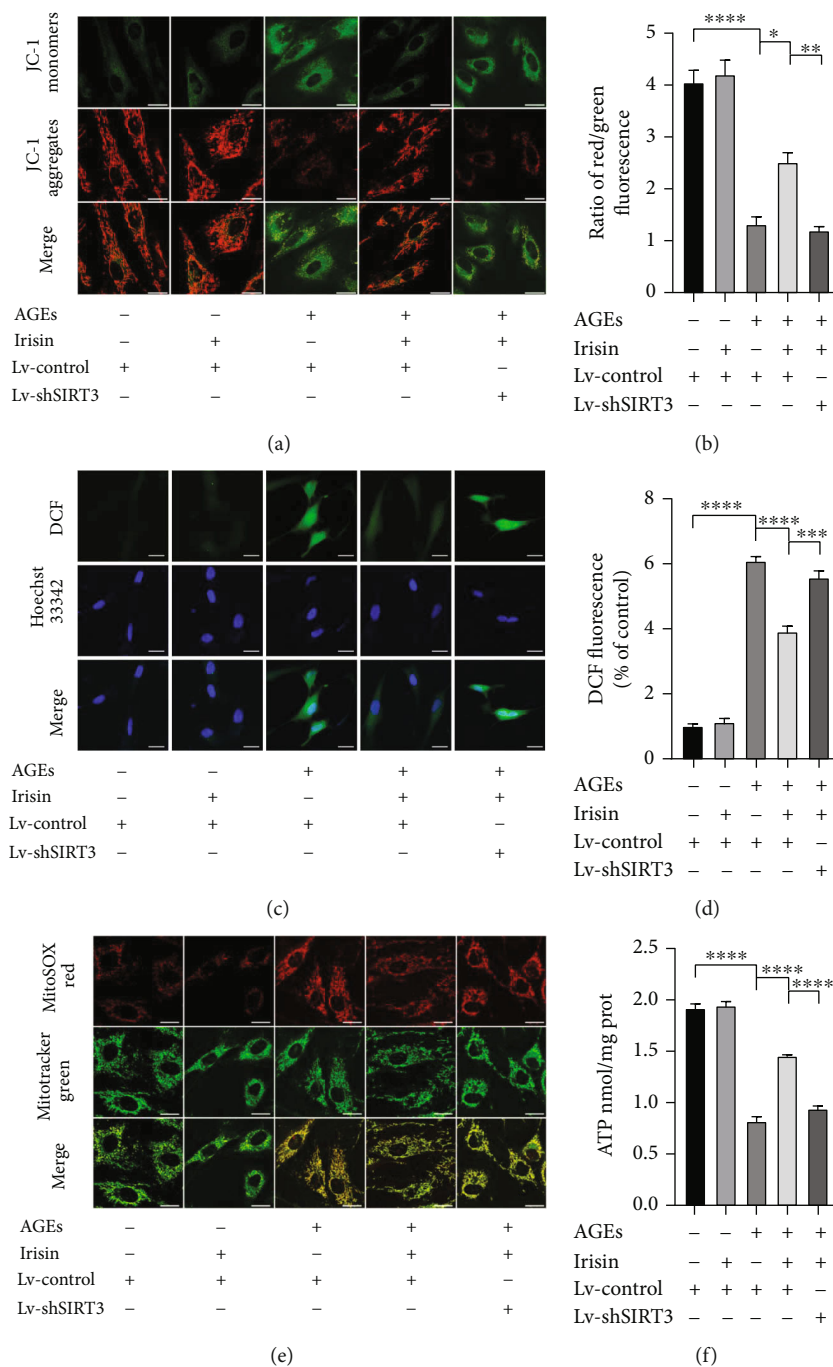 JC-1
monomers
JC-1
aggregates
Merge
AGEs – – + + +
Irisin – + – + +
Lv-control + + + + –
Lv-shSIRT3 – – – – +
(a)
**** * **
Ratio of red/green
fluorescence
5
4
3
2
1
0
AGEs – – + + +
Irisin – + – + +
Lv-control + + + + –
Lv-shSIRT3 – – – – +
(b)
DCF
Hoechst
33342
Merge
AGEs – – + + +
Irisin – + – + +
Lv-control + + + + –
Lv-shSIRT3 – – – – +
(c)
**** **** ***
DCF fluorescence
(% of control)
8
6
4
2
0
AGEs – – + + +
Irisin – + – + +
Lv-control + + + + –
Lv-shSIRT3 – – – – +
(d)
MitoSOX
red
Mitotracker
green
Merge
AGEs – – + + +
Irisin – + – + +
Lv-control + + + + –
Lv-shSIRT3 – – – – +
(e)
**** **** ****
ATP nmol/mg prot
2.5
2.0
1.5
1.0
0.5
0.0
AGEs – – + + +
Irisin – + – + +
Lv-control + + + + –
Lv-shSIRT3 – – – – +
(f)